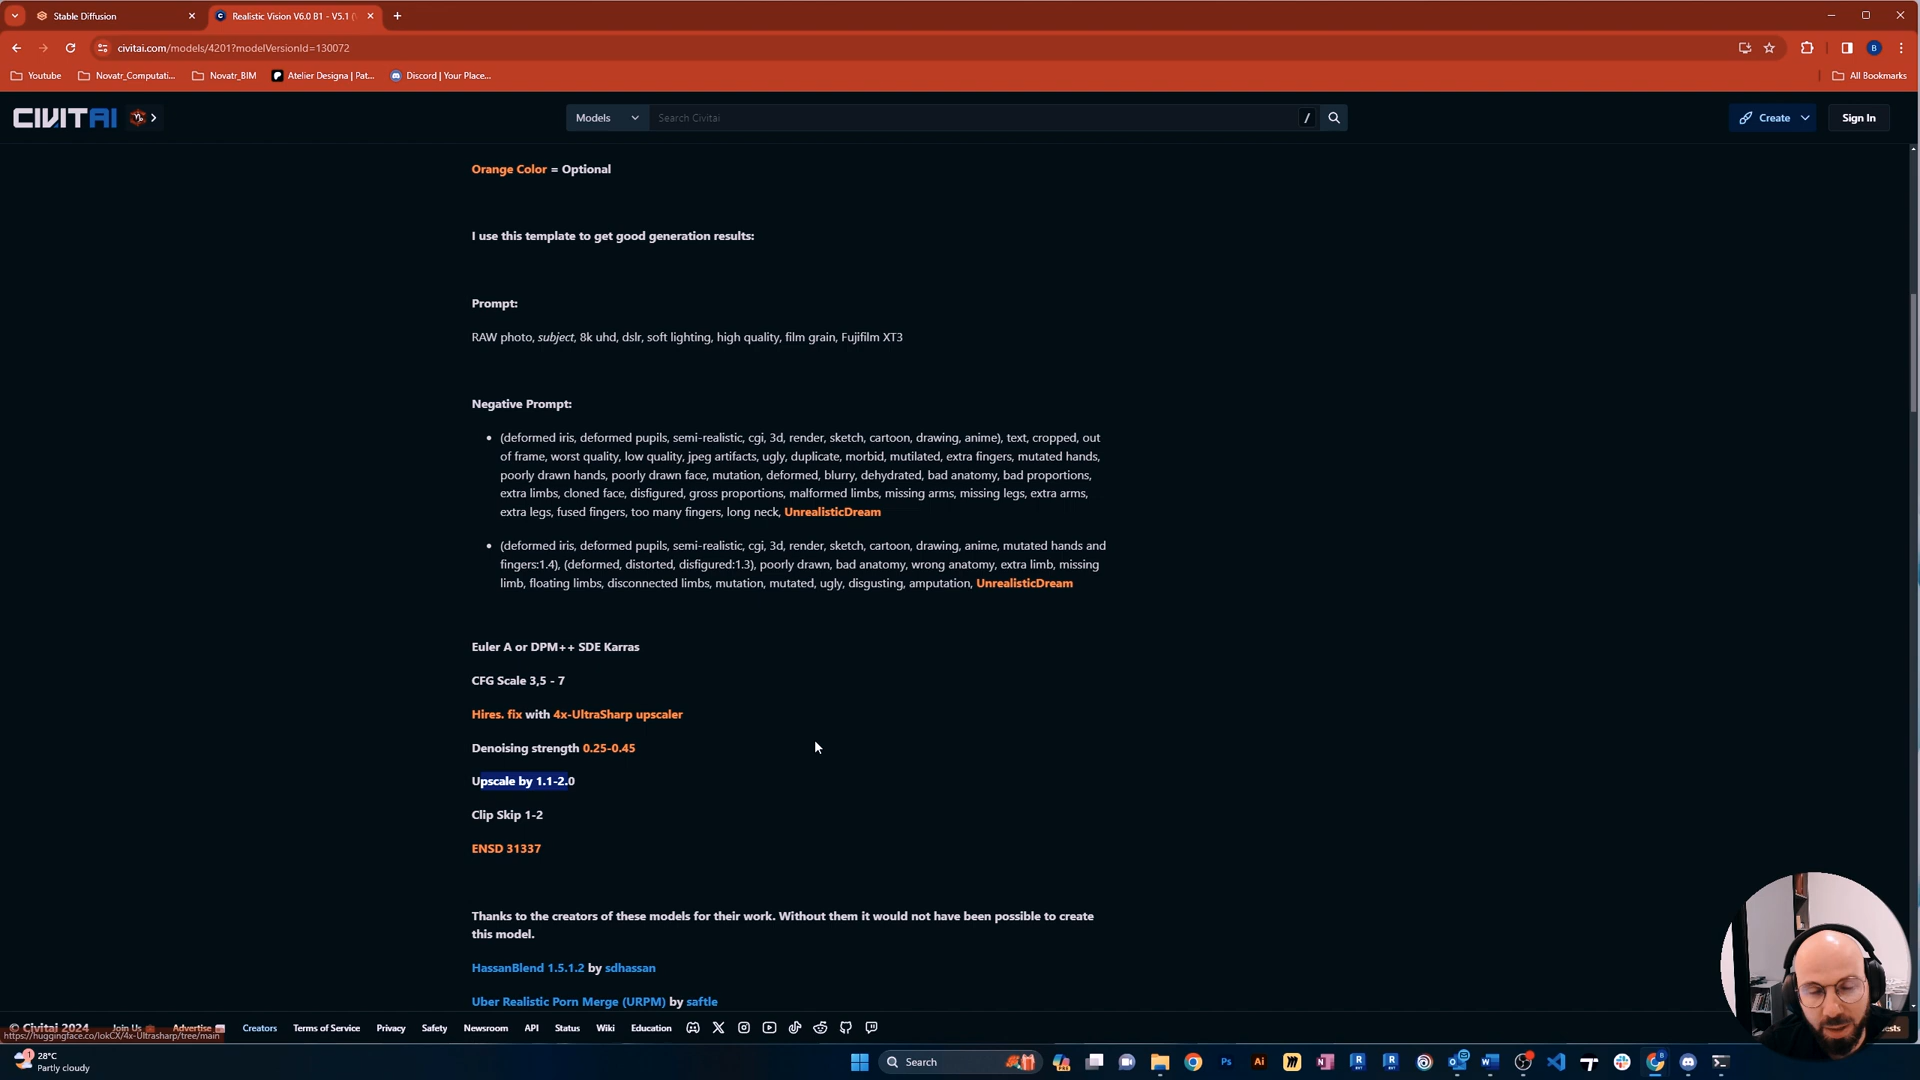 Stable Diffusion
Realistic Vision V6.0 B1 - V5.1 (
civitai.com/models/4201?modelVersionId=130072
B
Youtube
Novatr_Computati...
Novatr_BIM
Atelier Designa | Pat...
Discord | Your Place...
All Bookmarks
CIVITAI
Models
Search Civitai
/
Create
Sign In
Orange Color = Optional
I use this template to get good generation results:
Prompt:
RAW photo, subject, 8k uhd, dslr, soft lighting, high quality, film grain, Fujifilm XT3
Negative Prompt:
(deformed iris, deformed pupils, semi-realistic, cgi, 3d, render, sketch, cartoon, drawing, anime), text, cropped, out
of frame, worst quality, low quality, jpeg artifacts, ugly, duplicate, morbid, mutilated, extra fingers, mutated hands,
poorly drawn hands, poorly drawn face, mutation, deformed, blurry, dehydrated, bad anatomy, bad proportions,
extra limbs, cloned face, disfigured, gross proportions, malformed limbs, missing arms, missing legs, extra arms,
extra legs, fused fingers, too many fingers, long neck, UnrealisticDream
(deformed iris, deformed pupils, semi-realistic, cgi, 3d, render, sketch, cartoon, drawing, anime, mutated hands and
fingers:1.4), (deformed, distorted, disfigured:1.3), poorly drawn, bad anatomy, wrong anatomy, extra limb, missing
limb, floating limbs, disconnected limbs, mutation, mutated, ugly, disgusting, amputation, UnrealisticDream
Euler A or DPM++ SDE Karras
CFG Scale 3,5 - 7
Hires. fix with 4x-UltraSharp upscaler
Denoising strength 0.25-0.45
Upscale by 1.1-2.0
Clip Skip 1-2
ENSD 31337
Thanks to the creators of these models for their work. Without them it would not have been possible to create
this model.
HassanBlend 1.5.1.2 by sdhassan
Uber Realistic Porn Merge (URPM) by saftle
© Civitai 2024
Join Us
Advertise
Creators
Terms of Service
Privacy
Safety
Newsroom
API
Status
Wiki
Education
https://huggingface.co/lokCX/4x-Ultrasharp/tree/main
28°C
Partly cloudy
Search
Ps
Ai